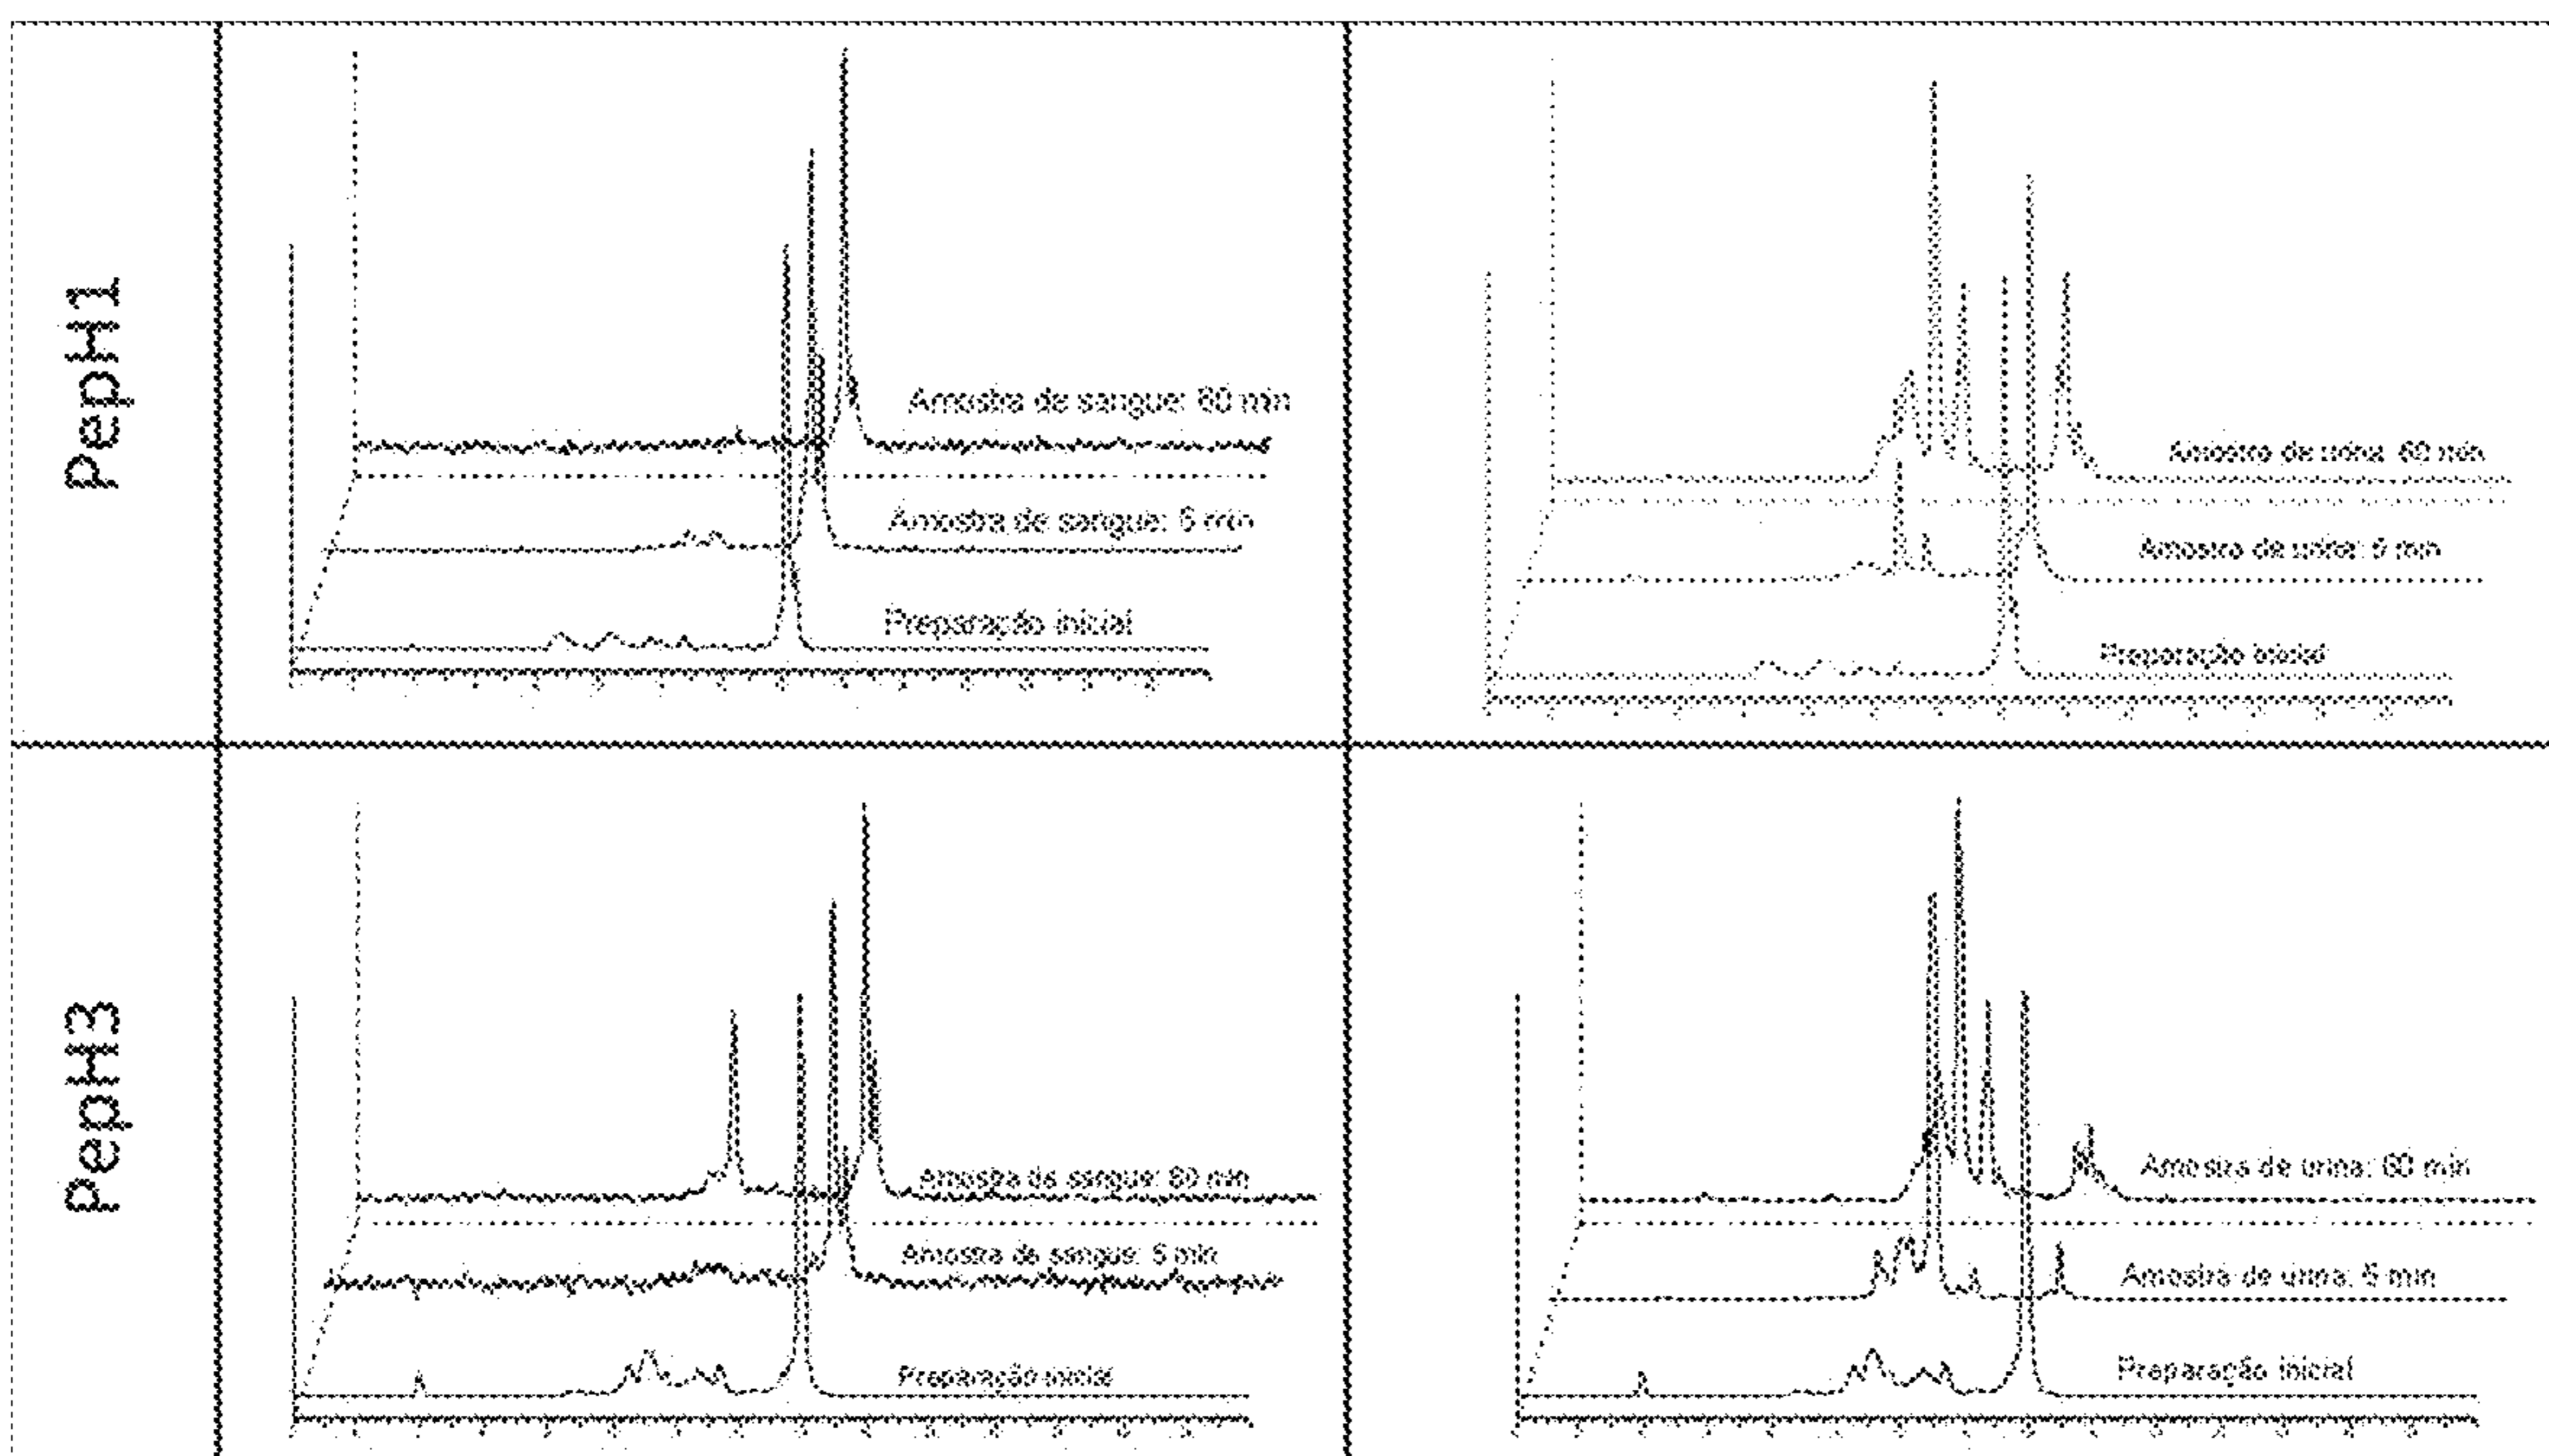 PepH1
Amostra de sangue: 60 min
Amostra de sangue: 5 min
Preparação inicial
Amostra de urina: 60 min
Amostra de urina: 5 min
Preparação inicial
PepH3
Amostra de sangue: 60 min
Amostra de sangue: 5 min
Preparação inicial
Amostra de urina: 60 min
Amostra de urina: 5 min
Preparação inicial